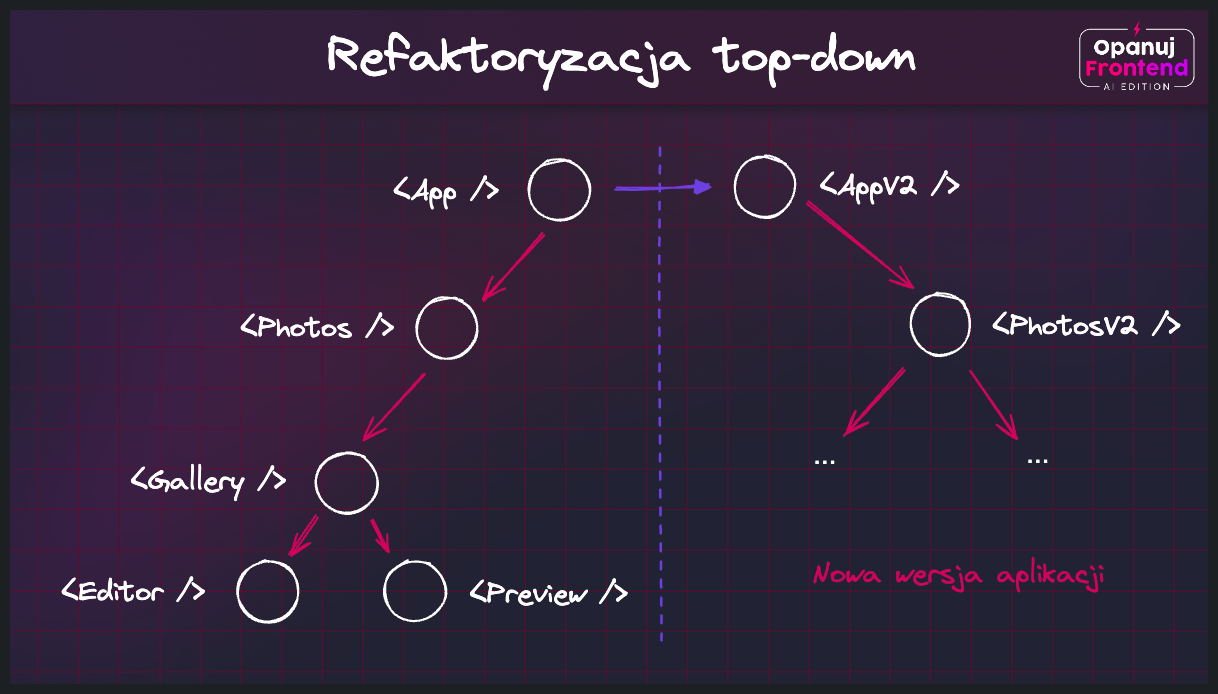 Refaktoryzacja top-down
Opanuj
Frontend
AI EDITION
<App />
<AppV2 />
<Photos />
<PhotosV2 />
<Gallery />
...
...
<Editor />
<Preview />
Nowa wersja aplikacji